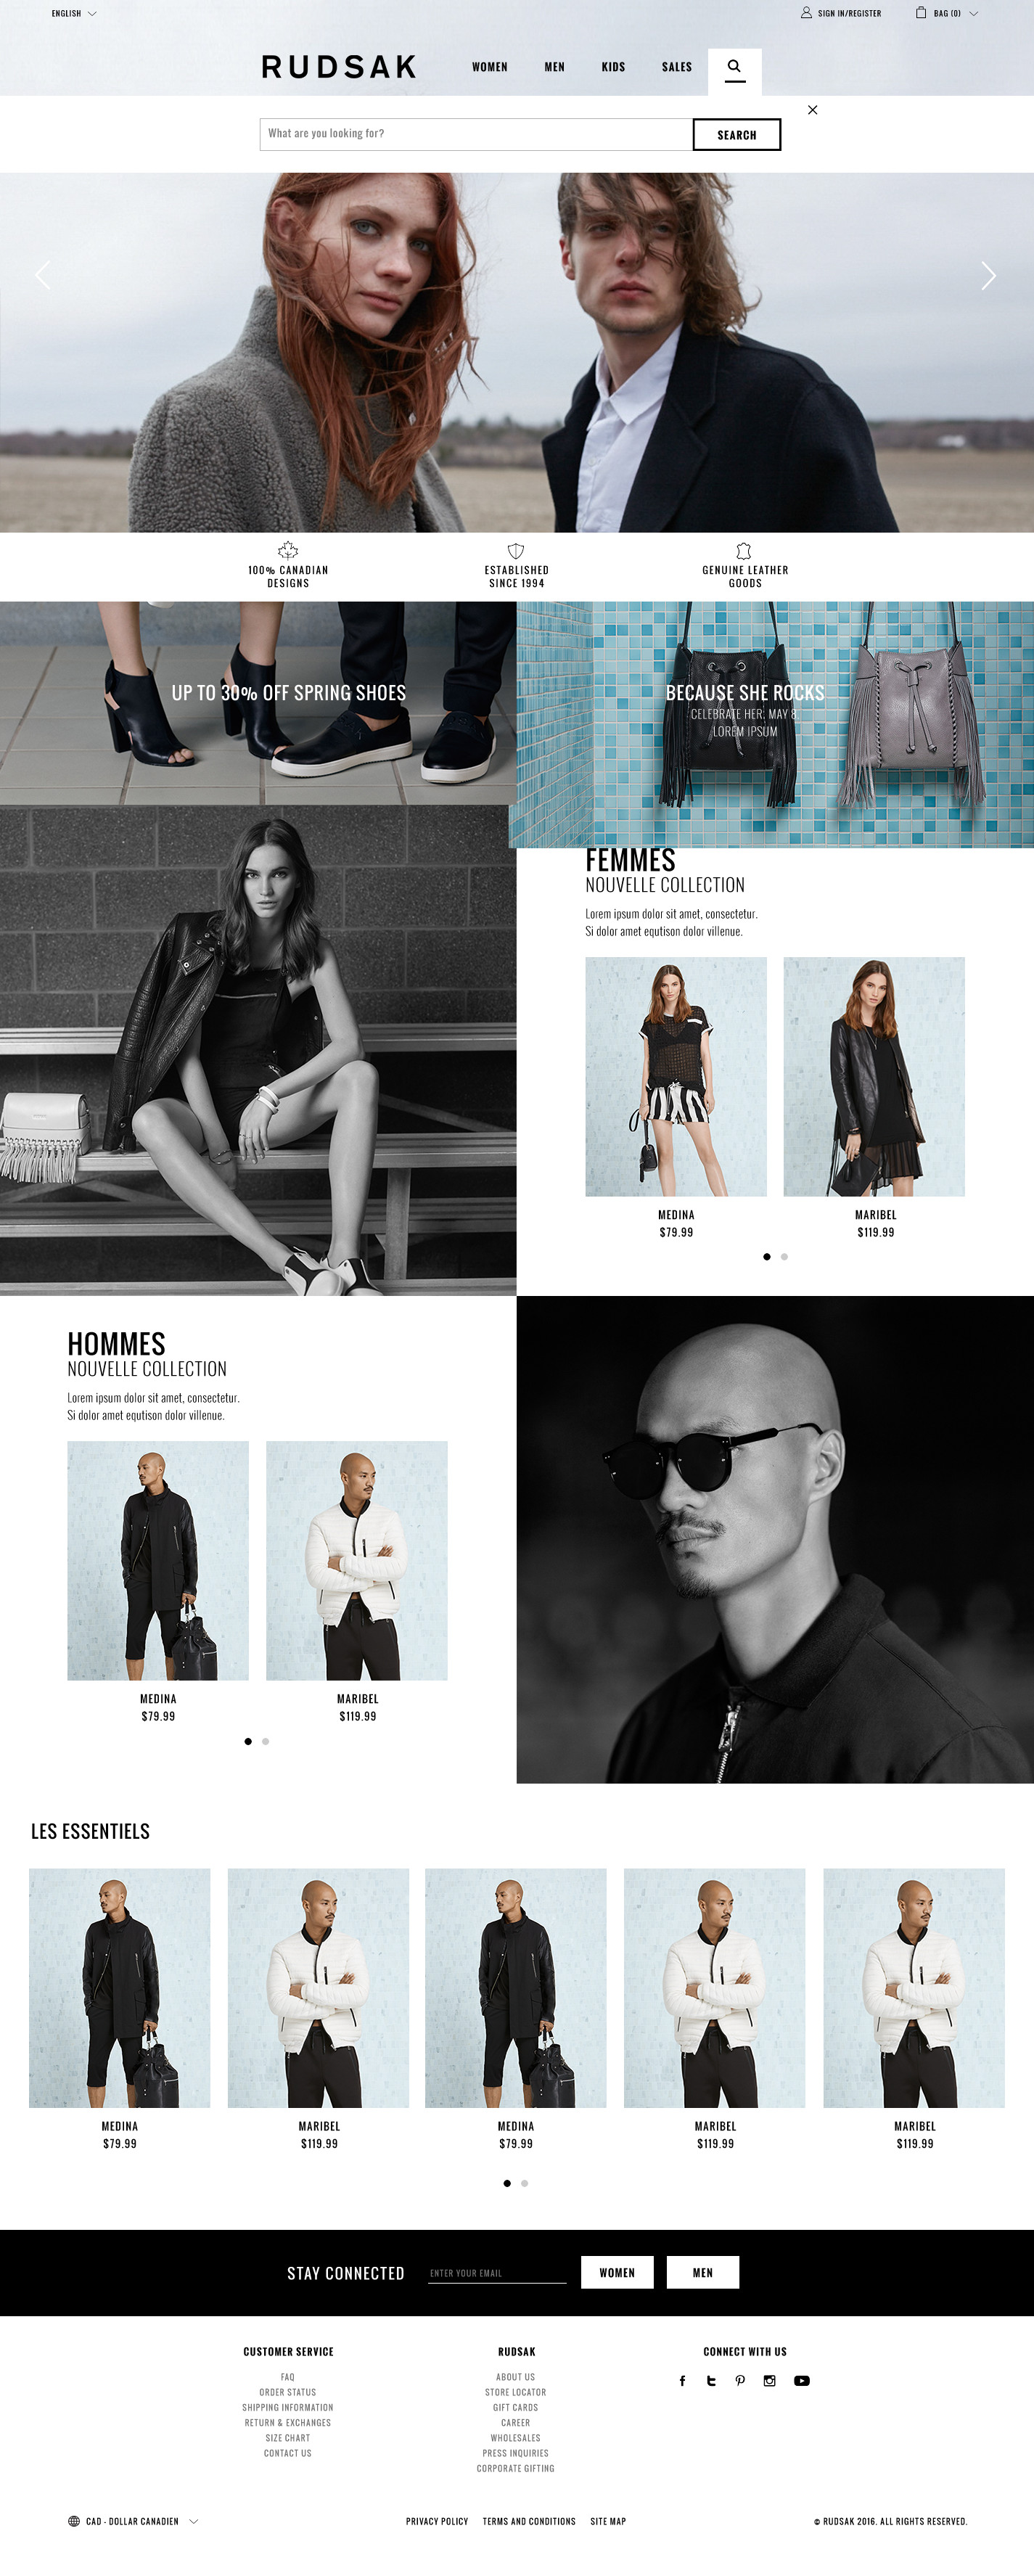 ENGLISH
SIGN IN/REGISTER
BAG (0)
RUDSAK
WOMEN
MEN
KIDS
SALES
What are you looking for?
SEARCH
100% CANADIAN
DESIGNS
ESTABLISHED
SINCE 1994
GENUINE LEATHER
GOODS
UP TO 30% OFF SPRING SHOES
BECAUSE SHE ROCKS
CELEBRATE HER, MAY 8.
LOREM IPSUM
FEMMES
NOUVELLE COLLECTION
Lorem ipsum dolor sit amet, consectetur.
Si dolor amet equtison dolor villenue.
MEDINA
$79.99
MARIBEL
$119.99
HOMMES
NOUVELLE COLLECTION
Lorem ipsum dolor sit amet, consectetur.
Si dolor amet equtison dolor villenue.
MEDINA
$79.99
MARIBEL
$119.99
LES ESSENTIELS
MEDINA
$79.99
MARIBEL
$119.99
MEDINA
$79.99
MARIBEL
$119.99
MARIBEL
$119.99
STAY CONNECTED
ENTER YOUR EMAIL
WOMEN
MEN
CUSTOMER SERVICE
FAQ
ORDER STATUS
SHIPPING INFORMATION
RETURN & EXCHANGES
SIZE CHART
CONTACT US
RUDSAK
ABOUT US
STORE LOCATOR
GIFT CARDS
CAREER
WHOLESALES
PRESS INQUIRIES
CORPORATE GIFTING
CONNECT WITH US
CAD - DOLLAR CANADIEN
PRIVACY POLICY
TERMS AND CONDITIONS
SITE MAP
© RUDSAK 2016. ALL RIGHTS RESERVED.